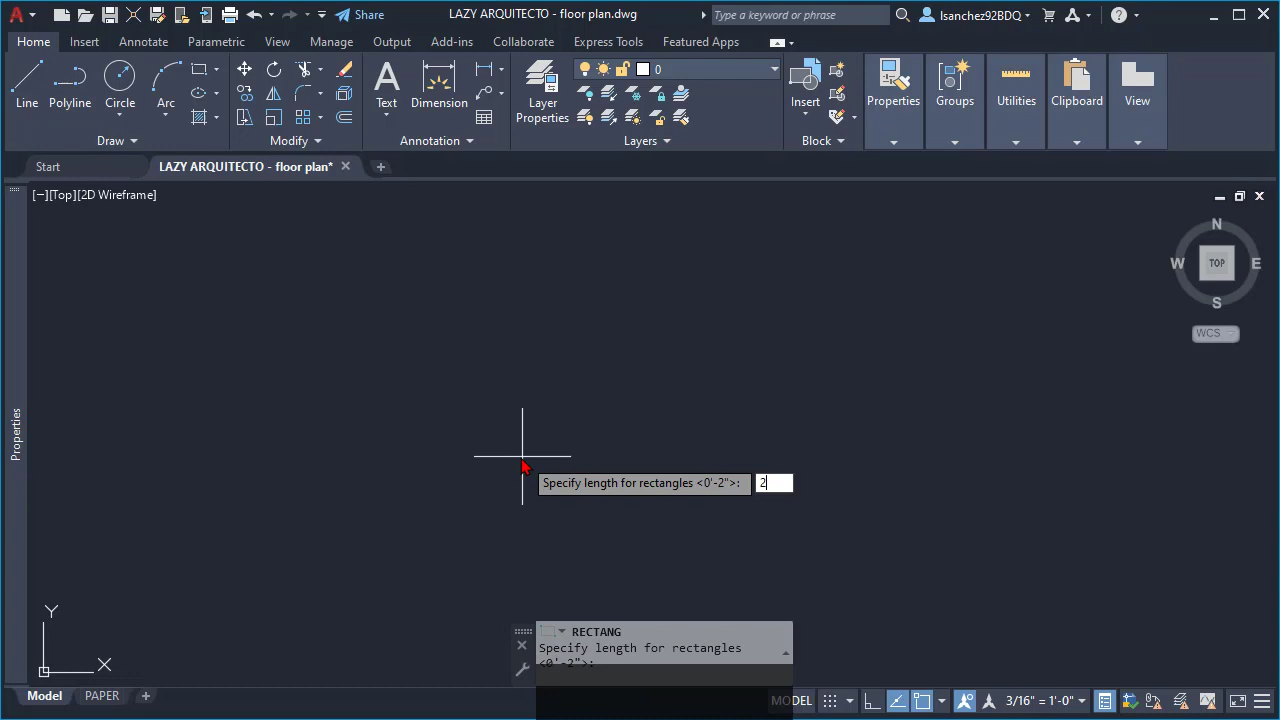 Share
LAZY ARQUITECTO - floor plan.dwg
Type a keyword or phrase
lsanchez92BDQ
Home Insert Annotate Parametric View Manage Output Add-ins Collaborate Express Tools Featured Apps
0
Line Polyline Circle Arc
Text Dimension
Layer Properties
Insert
Properties Groups Utilities Clipboard View
Draw Modify Annotation Layers Block
Start LAZY ARQUITECTO - floor plan*
[−][Top][2D Wireframe]
N
W TOP E
S
WCS
Properties
Specify length for rectangles <0'-2">: 2
Y
X
RECTANG
Specify length for rectangles
<0'-2">:
Model PAPER
MODEL 3/16" = 1'-0"